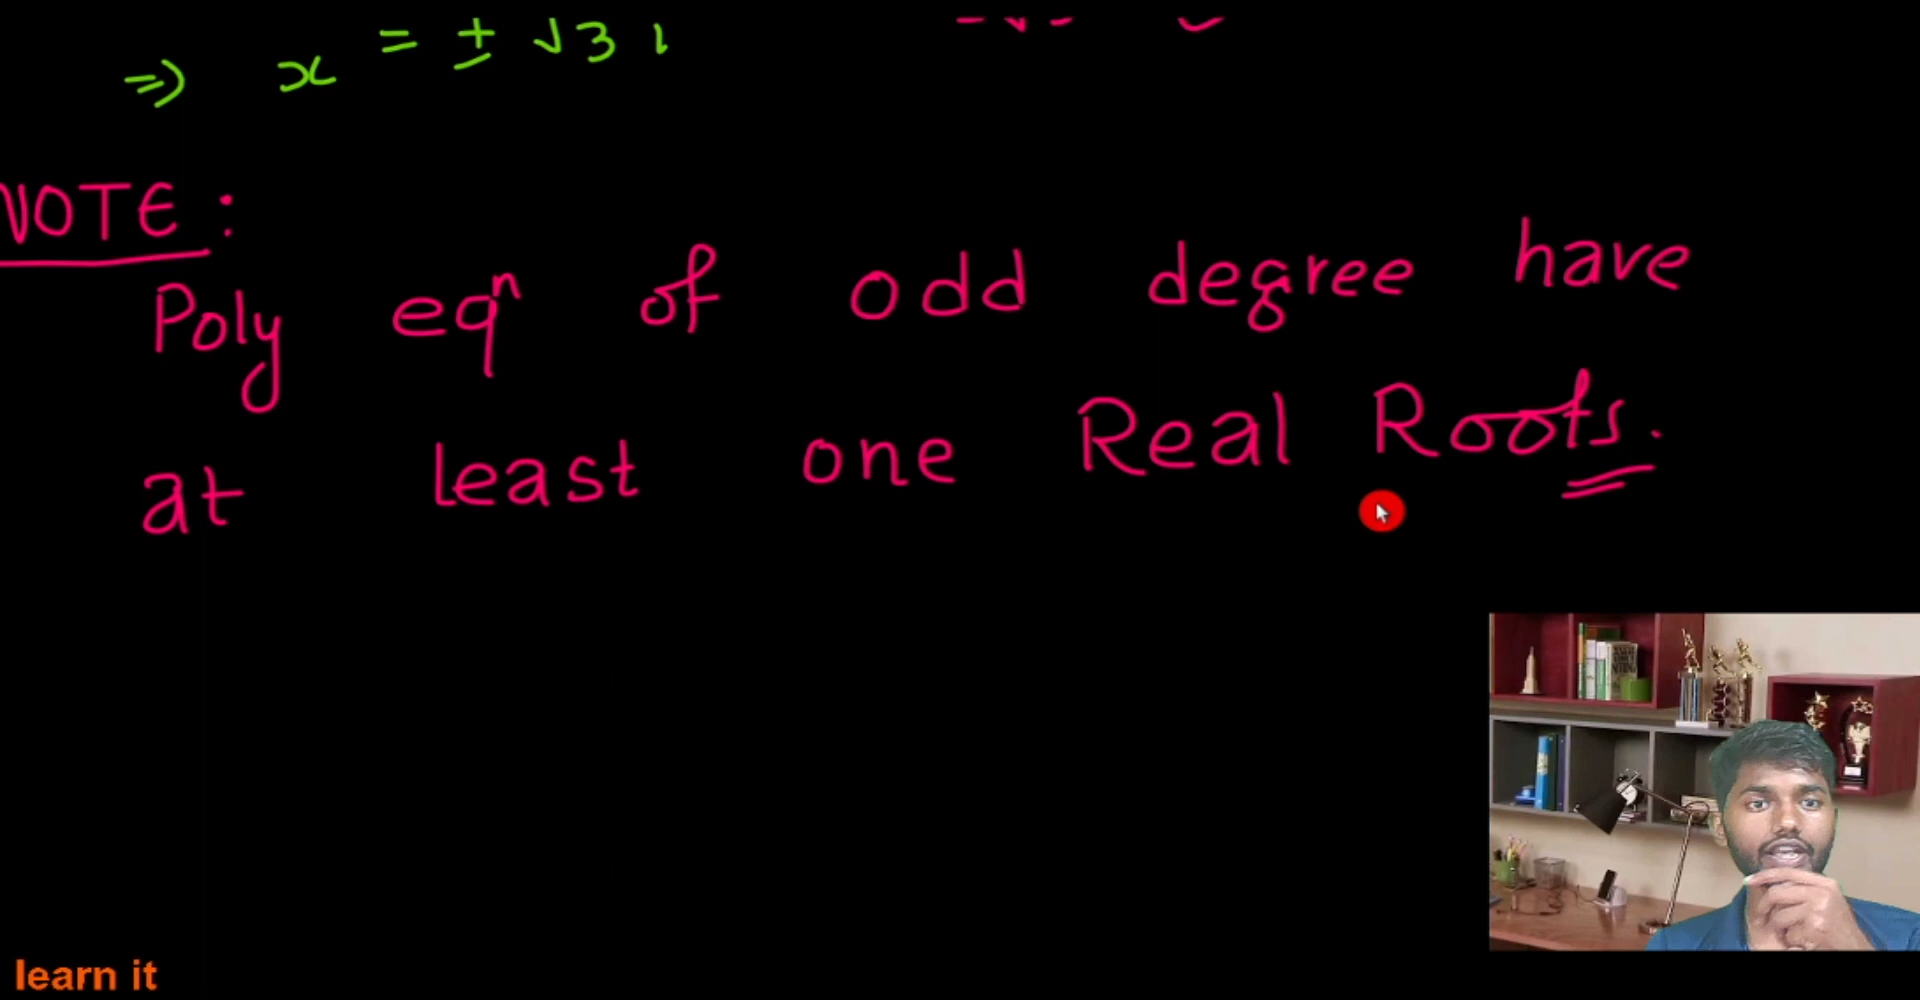 ⇒ x = ± √3 i
NOTE :
Poly eqⁿ of odd degree have
at least one Real Roots.
learn it